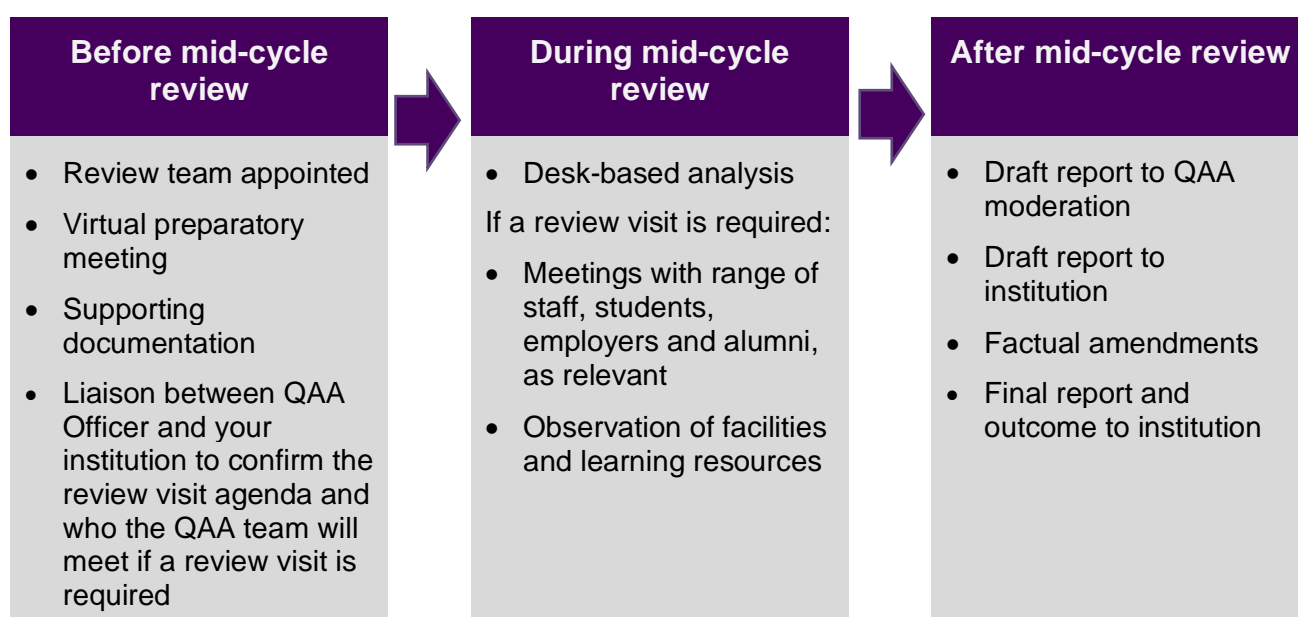 Before mid-cycle
review
• Review team appointed
• Virtual preparatory
meeting
• Supporting
documentation
• Liaison between QAA
Officer and your
institution to confirm the
review visit agenda and
who the QAA team will
meet if a review visit is
required
During mid-cycle
review
• Desk-based analysis
If a review visit is required:
• Meetings with range of
staff, students,
employers and alumni,
as relevant
• Observation of facilities
and learning resources
After mid-cycle review
• Draft report to QAA
moderation
• Draft report to
institution
• Factual amendments
• Final report and
outcome to institution